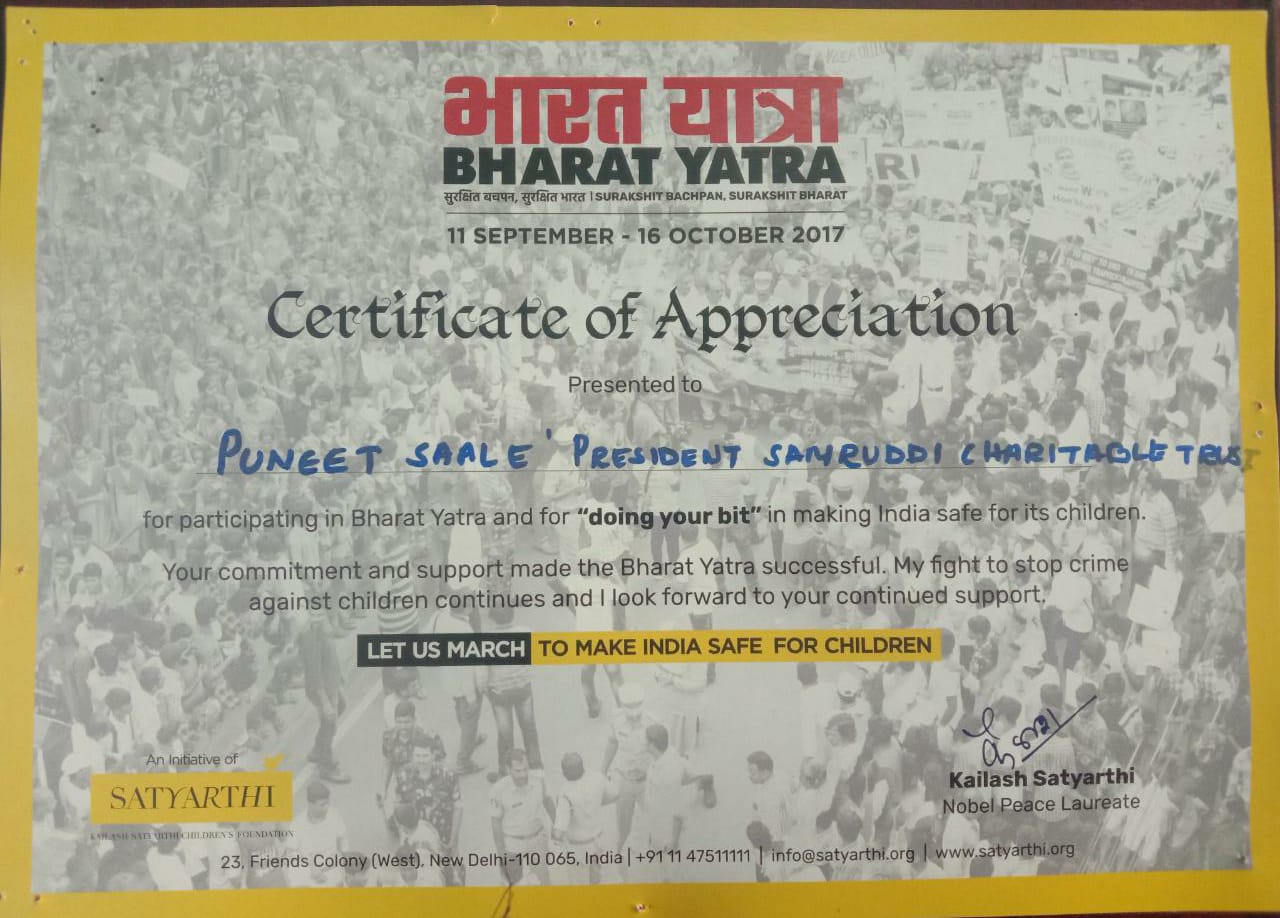 भारत यात्रा
BHARAT YATRA
सुरक्षित बचपन, सुरक्षित भारत | SURAKSHIT BACHPAN, SURAKSHIT BHARAT
11 SEPTEMBER - 16 OCTOBER 2017
Certificate of Appreciation
Presented to
PUNEET SAALE' PRESIDENT SAMRUDDI CHARITABLE TRUST
for participating in Bharat Yatra and for “doing your bit” in making India safe for its children.
Your commitment and support made the Bharat Yatra successful. My fight to stop crime
against children continues and I look forward to your continued support.
LET US MARCH TO MAKE INDIA SAFE FOR CHILDREN
Kailash Satyarthi
Nobel Peace Laureate
An Initiative of
SATYARTHI
KAILASH SATYARTHI CHILDREN'S FOUNDATION
23, Friends Colony (West), New Delhi-110 065, India | +91 11 47511111 | info@satyarthi.org | www.satyarthi.org